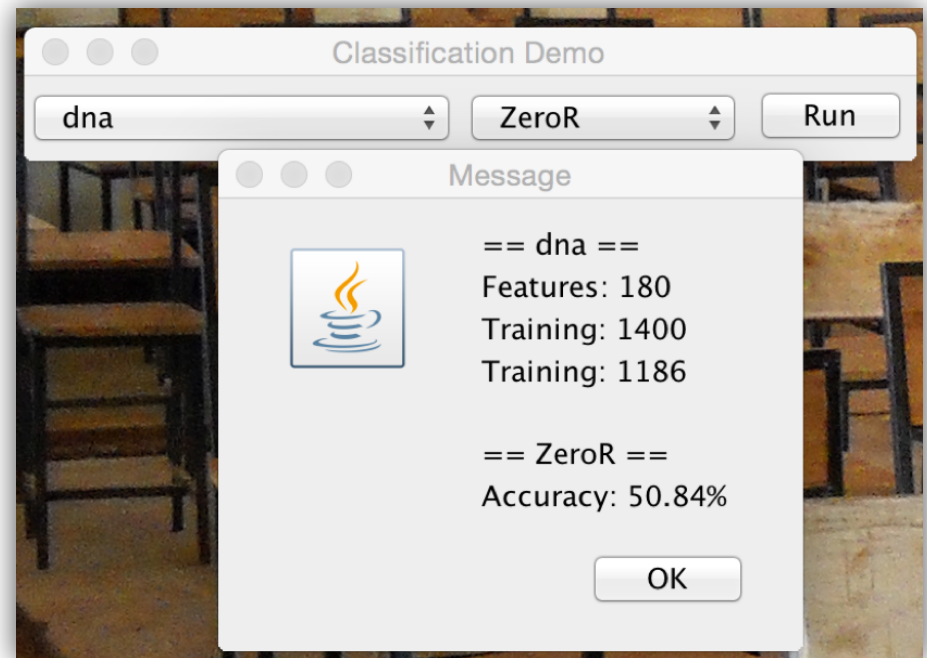 Classification Demo
dna ZeroR Run
Message
== dna ==
Features: 180
Training: 1400
Training: 1186
== ZeroR ==
Accuracy: 50.84%
OK